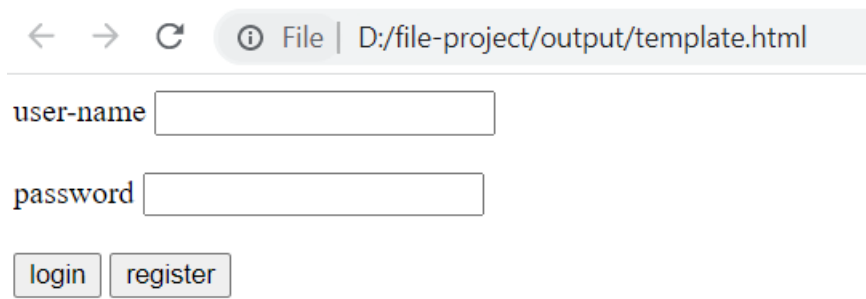 File | D:/file-project/output/template.html
user-name
password
login register